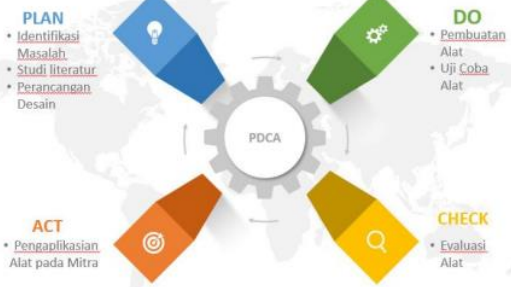 PLAN
• Identifikasi
Masalah
• Studi literatur
• Perancangan
Desain
DO
• Pembuatan
Alat
• Uji Coba
Alat
PDCA
ACT
• Pengaplikasian
Alat pada Mitra
CHECK
• Evaluasi
Alat